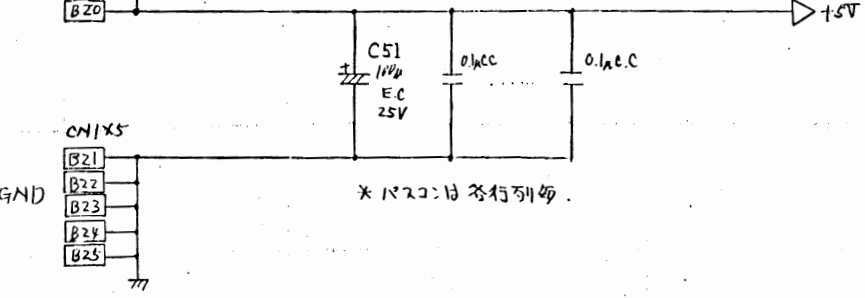 B20
+5V
C51
100μ
E.C
25V
0.1μCC
......
0.1μC.C
CN1X5
B21
B22
GND
B23
B24
B25
※パスコンは各行列毎.